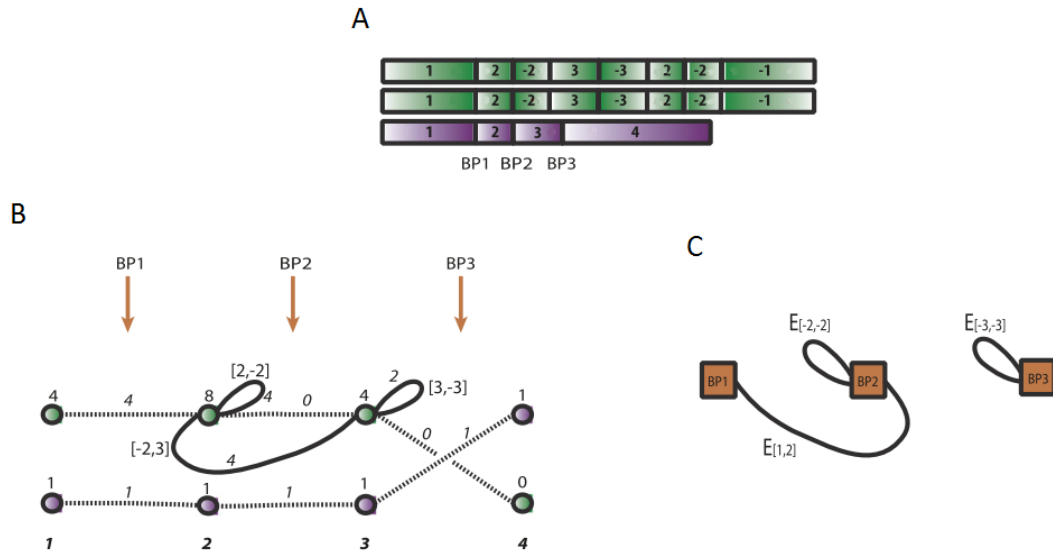 A
1 2 -2 3 -3 2 -2 -1
1 2 -2 3 -3 2 -2 -1
1 2 3 4
BP1 BP2 BP3
B
BP1 BP2 BP3
[2,-2] [3,-3]
4 4 8 4 0 4 2 1
[-2,3] 4 0 1
1 1 1 1 1 0
1 2 3 4
C
E[-2,-2] E[-3,-3]
BP1 BP2 BP3
E[1,2]